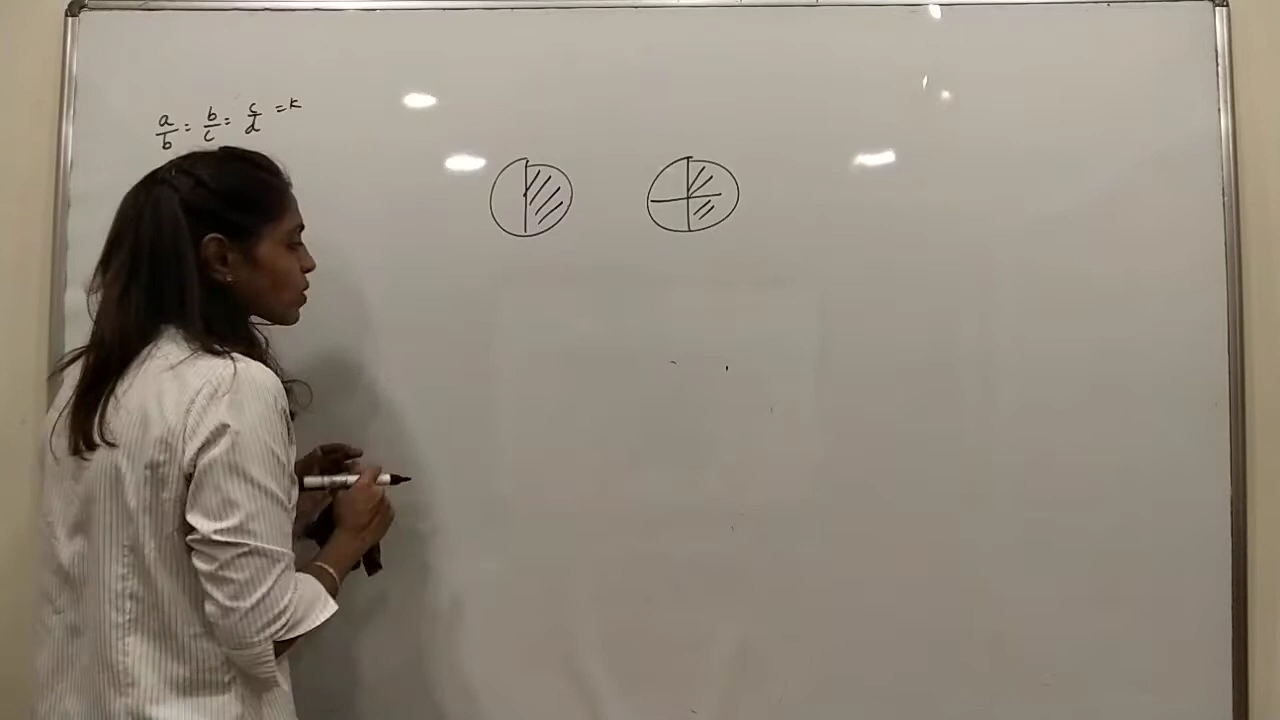 a/b = b/c = c/d = k